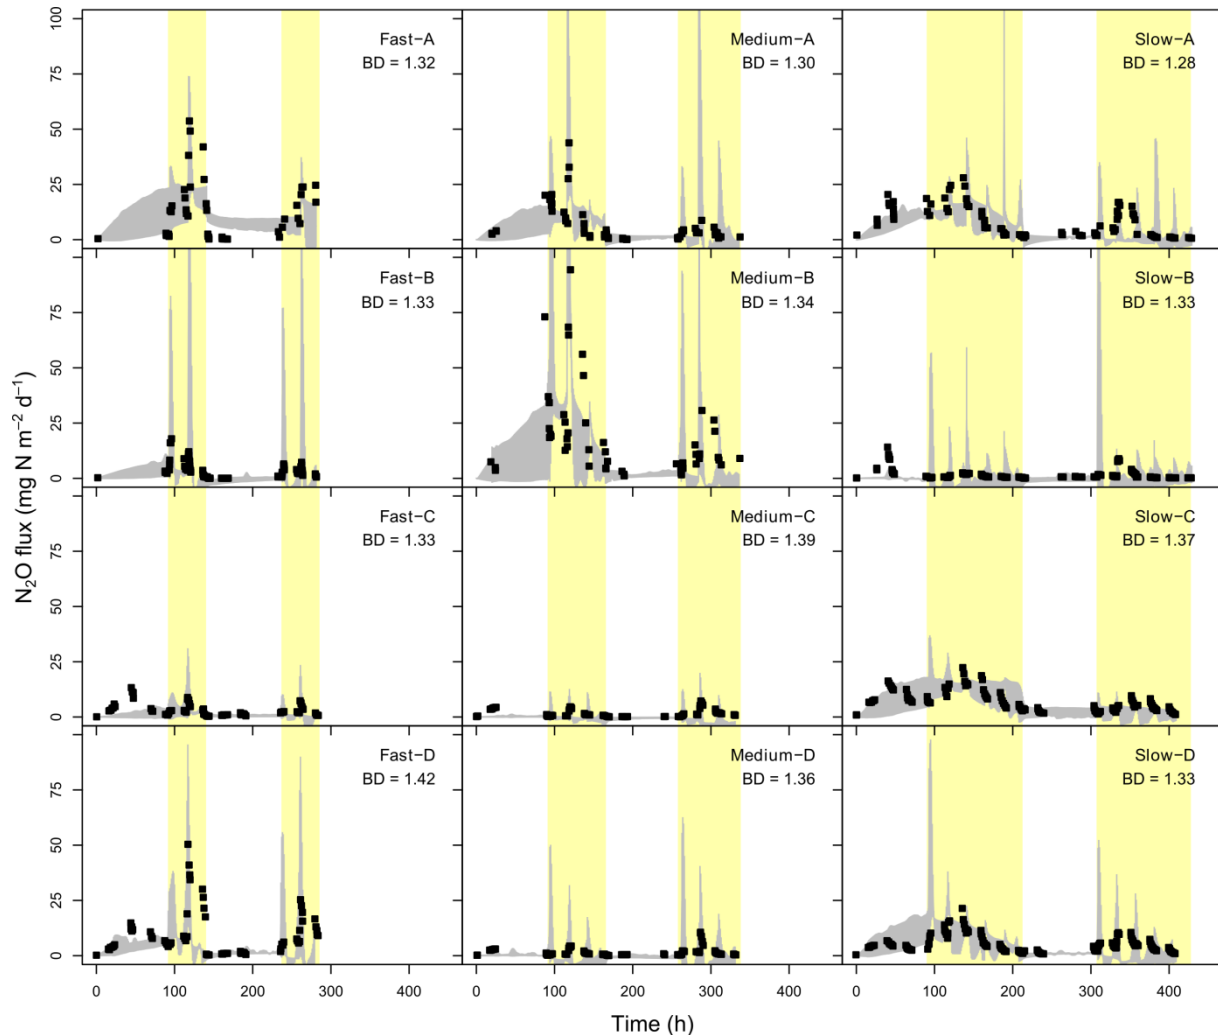 Fast−A
BD = 1.32
Medium−A
BD = 1.30
Slow−A
BD = 1.28
0 25 50 75 100
Fast−B
BD = 1.33
Medium−B
BD = 1.34
Slow−B
BD = 1.33
0 25 50 75
Fast−C
BD = 1.33
Medium−C
BD = 1.39
Slow−C
BD = 1.37
0 25 50 75
Fast−D
BD = 1.42
Medium−D
BD = 1.36
Slow−D
BD = 1.33
0 25 50 75
N₂O flux (mg N m⁻² d⁻¹)
0 100 200 300 400
0 100 200 300 400
0 100 200 300 400
Time (h)